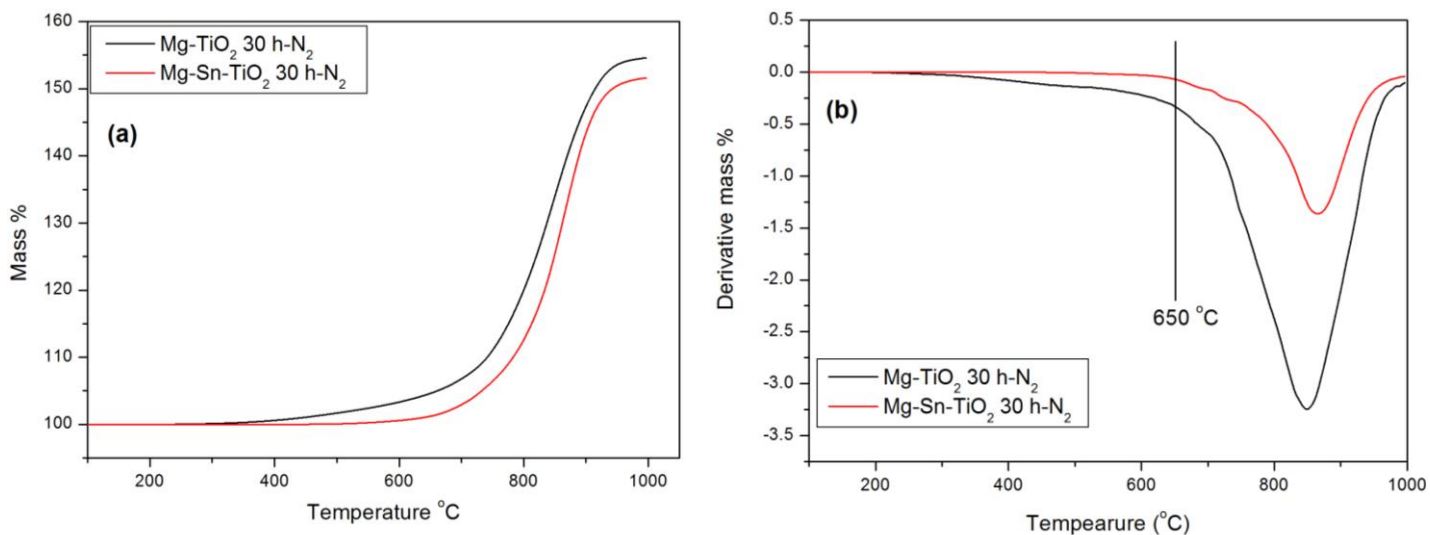 160
150
140
130
120
110
100
Mass %
Mg-TiO₂ 30 h-N₂
Mg-Sn-TiO₂ 30 h-N₂
(a)
200
400
600
800
1000
Temperature °C
0.5
0.0
-0.5
-1.0
-1.5
-2.0
-2.5
-3.0
-3.5
Derivative mass %
(b)
650 °C
Mg-TiO₂ 30 h-N₂
Mg-Sn-TiO₂ 30 h-N₂
200
400
600
800
1000
Tempearure (°C)